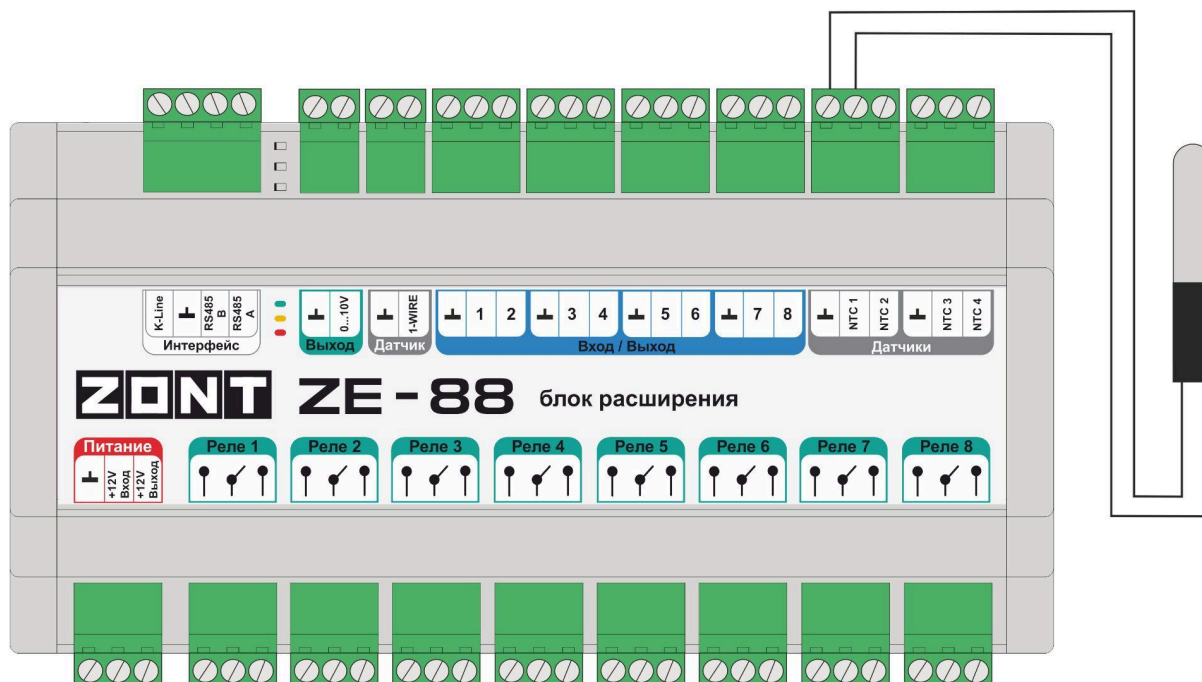 K-Line
RS485 B
RS485 A
Интерфейс
0...10V
Выход
1-WIRE
Датчик
1 2 3 4 5 6 7 8
Вход / Выход
NTC 1
NTC 2
NTC 3
NTC 4
Датчики
ZONT ZE-88 блок расширения
Питание
+12V Вход
+12V Выход
Реле 1
Реле 2
Реле 3
Реле 4
Реле 5
Реле 6
Реле 7
Реле 8